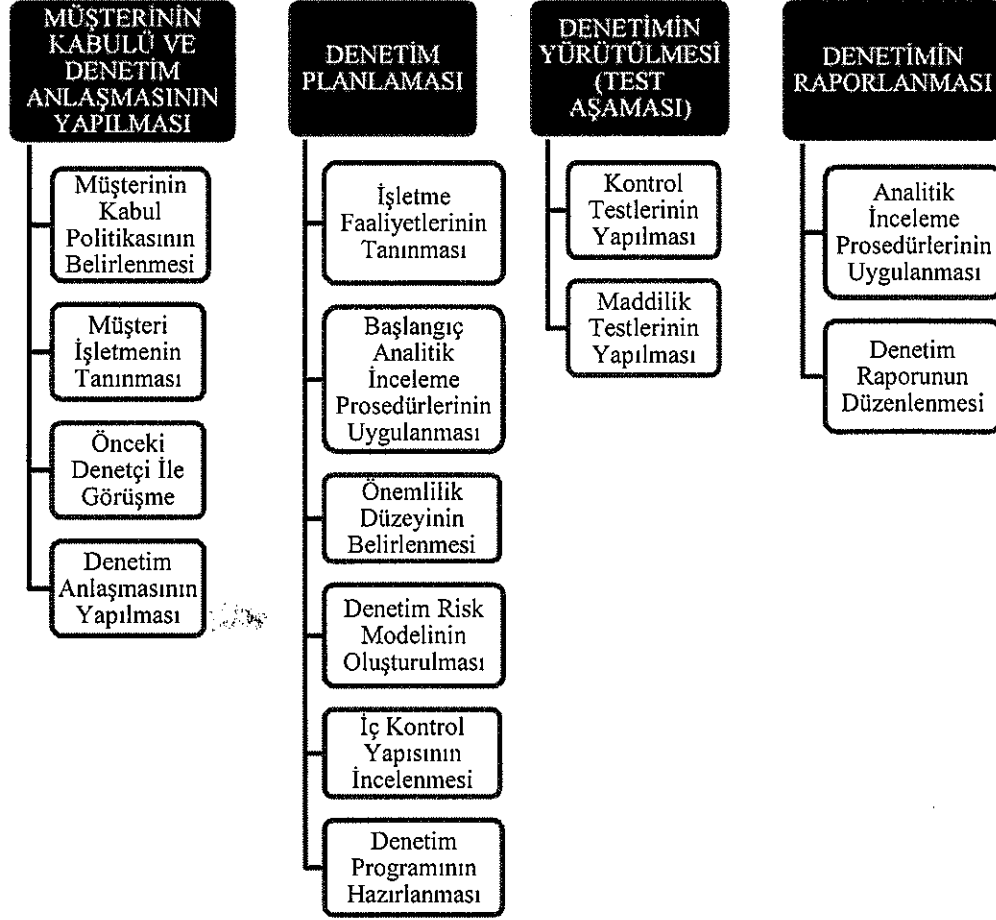 MÜŞTERİNİN
KABULÜ VE
DENETİM
ANLAŞMASININ
YAPILMASI
Müşterinin
Kabul
Politikasının
Belirlenmesi
Müşteri
İşletmenin
Tanınması
Önceki
Denetçi İle
Görüşme
Denetim
Anlaşmasının
Yapılması
DENETİM
PLANLAMASI
İşletme
Faaliyetlerinin
Tanınması
Başlangıç
Analitik
İnceleme
Prosedürlerinin
Uygulanması
Önemlilik
Düzeyinin
Belirlenmesi
Denetim Risk
Modelinin
Oluşturulması
İç Kontrol
Yapısının
İncelenmesi
Denetim
Programının
Hazırlanması
DENETİMİN
YÜRÜTÜLMESİ
(TEST
AŞAMASI)
Kontrol
Testlerinin
Yapılması
Maddilik
Testlerinin
Yapılması
DENETİMİN
RAPORLANMASI
Analitik
İnceleme
Prosedürlerinin
Uygulanması
Denetim
Raporunun
Düzenlenmesi